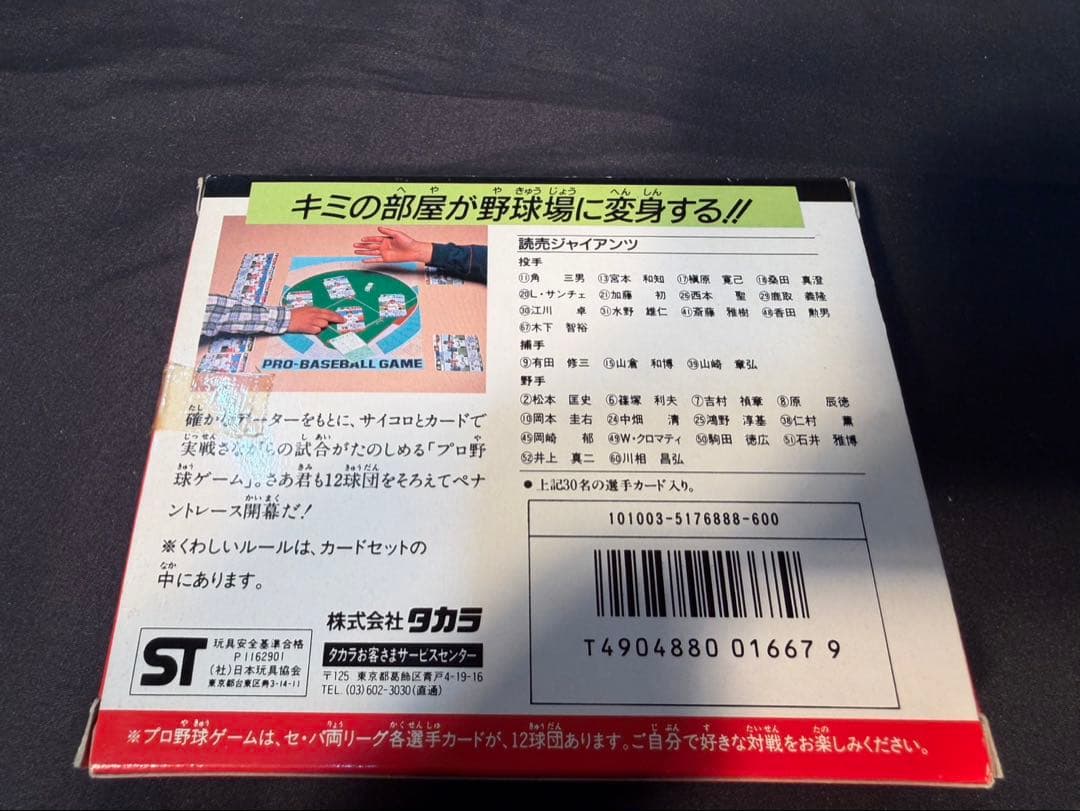 キミの部屋が野球場に変身する!!
PRO-BASEBALL GAME
確かなデーターをもとに、サイコロとカードで
実戦さながらの試合がたのしめる「プロ野
球ゲーム」。さあ君も12球団をそろえてペナ
ントレース開幕だ!
※くわしいルールは、カードセットの
中にあります。
読売ジャイアンツ
投手
⑪角 三男 ⑬宮本 和知 ⑰槇原 寛己 ⑱桑田 真澄
⑳L・サンチェ ㉑加藤 初 ㉖西本 聖 ㉙鹿取 義隆
㉚江川 卓 ㉛水野 雄仁 ㊶斎藤 雅樹 ㊽香田 勲男
67木下 智裕
捕手
⑨有田 修三 ⑮山倉 和博 ㊴山崎 章弘
野手
②松本 匡史 ⑥篠塚 利夫 ⑦吉村 禎章 ⑧原 辰徳
⑩岡本 圭右 ㉔中畑 清 ㉕鴻野 淳基 ㊳仁村 薫
㊺岡崎 郁 ㊾W・クロマティ ㊿駒田 徳広 51石井 雅博
52井上 真二 60川相 昌弘
●上記30名の選手カード入り。
101003-5176888-600
T4904880 01667 9
ST
玩具安全基準合格
P1162901
(社)日本玩具協会
東京都台東区寿3-14-11
株式会社 タカラ
タカラお客さまサービスセンター
〒125 東京都葛飾区青戸4-19-16
TEL.(03)602-3030(直通)
※プロ野球ゲームは、セ・パ両リーグ各選手カードが、12球団あります。ご自分で好きな対戦をお楽しみください。